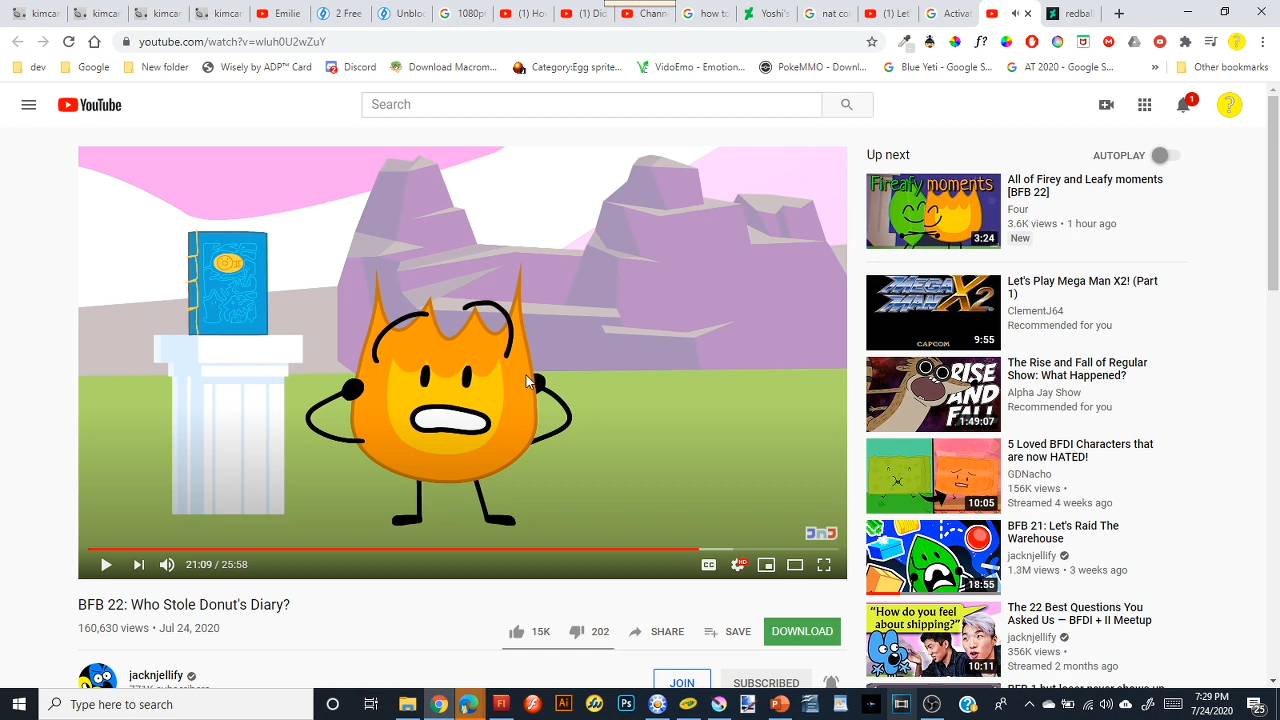 kimcar
kimcar
kimcar
kimcar
Reelin
2 Free
Unblo
1080p
(1) Ho
(1) Dic
Chann
how to
Yoshi's
nat cc
(1) Let
Activat
redbal
youtube.com/watch?v=wluh0U2wZuY
dev
Google
New folder
Wisely by ADP™ Card
Discord
Download Macrom...
Category:Egg sprite...
VidoEmo - Emotion...
PokeMMO - Downlo...
Blue Yeti - Google S...
AT 2020 - Google S...
»
Other bookmarks
YouTube
Search
1
?
Up next
AUTOPLAY
Fireafy moments
3:24
All of Firey and Leafy moments
[BFB 22]
Four
3.6K views • 1 hour ago
New
MEGA
MAN X2
CAPCOM
9:55
Let's Play Mega Man X2! (Part
1)
ClementJ64
Recommended for you
RISE
AND
FALL
1:49:07
The Rise and Fall of Regular
Show: What Happened?
Alpha Jay Show
Recommended for you
10:05
5 Loved BFDI Characters that
are now HATED!
GDNacho
156K views •
Streamed 4 weeks ago
18:55
BFB 21: Let's Raid The
Warehouse
jacknjellify
1.3M views • 3 weeks ago
"How do you feel
about shipping?"
10:11
The 22 Best Questions You
Asked Us — BFDI + II Meetup
jacknjellify
356K views •
Streamed 2 months ago
21:09 / 25:58
CC
HD
BFB 22: Who Stole Donut's Diary?
160,630 views • Jul 24, 2020
15K
202
SHARE
SAVE
DOWNLOAD
jacknjellify
JOIN
SUBSCRIBED
Type here to search
7:29 PM
7/24/2020
25